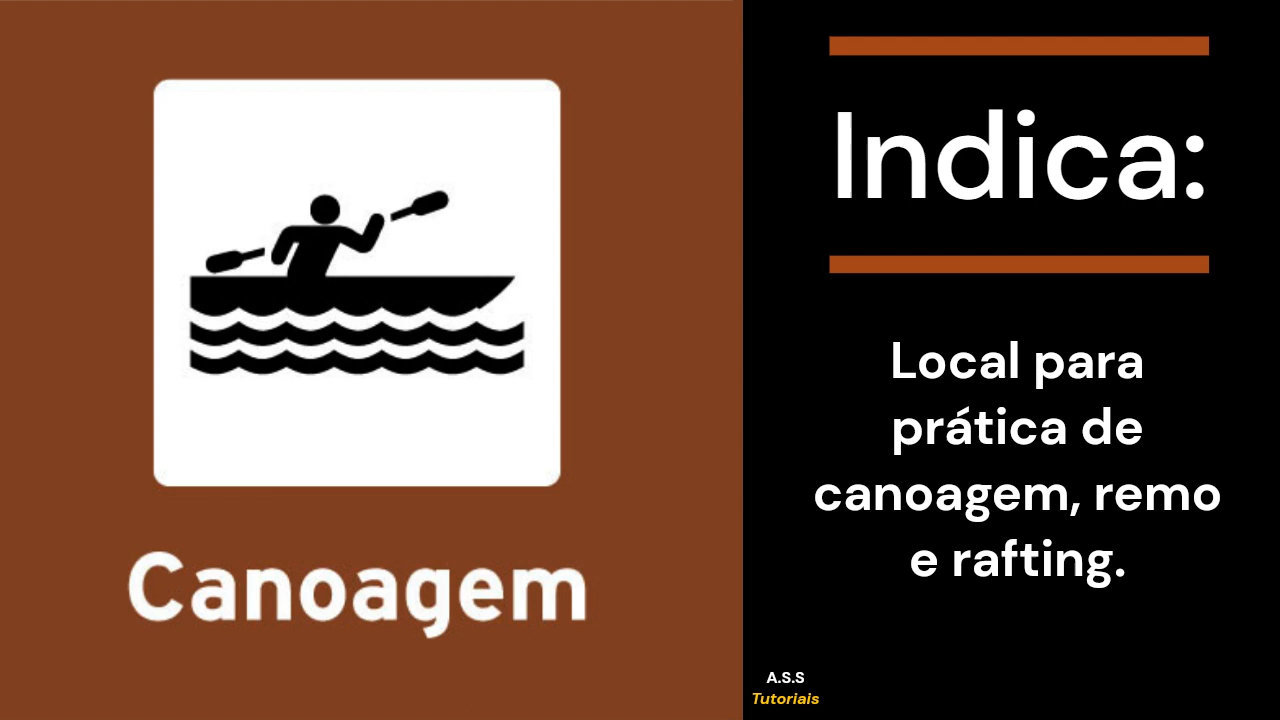 Canoagem
Indica:
Local para
prática de
canoagem, remo
e rafting.
A.S.S
Tutoriais